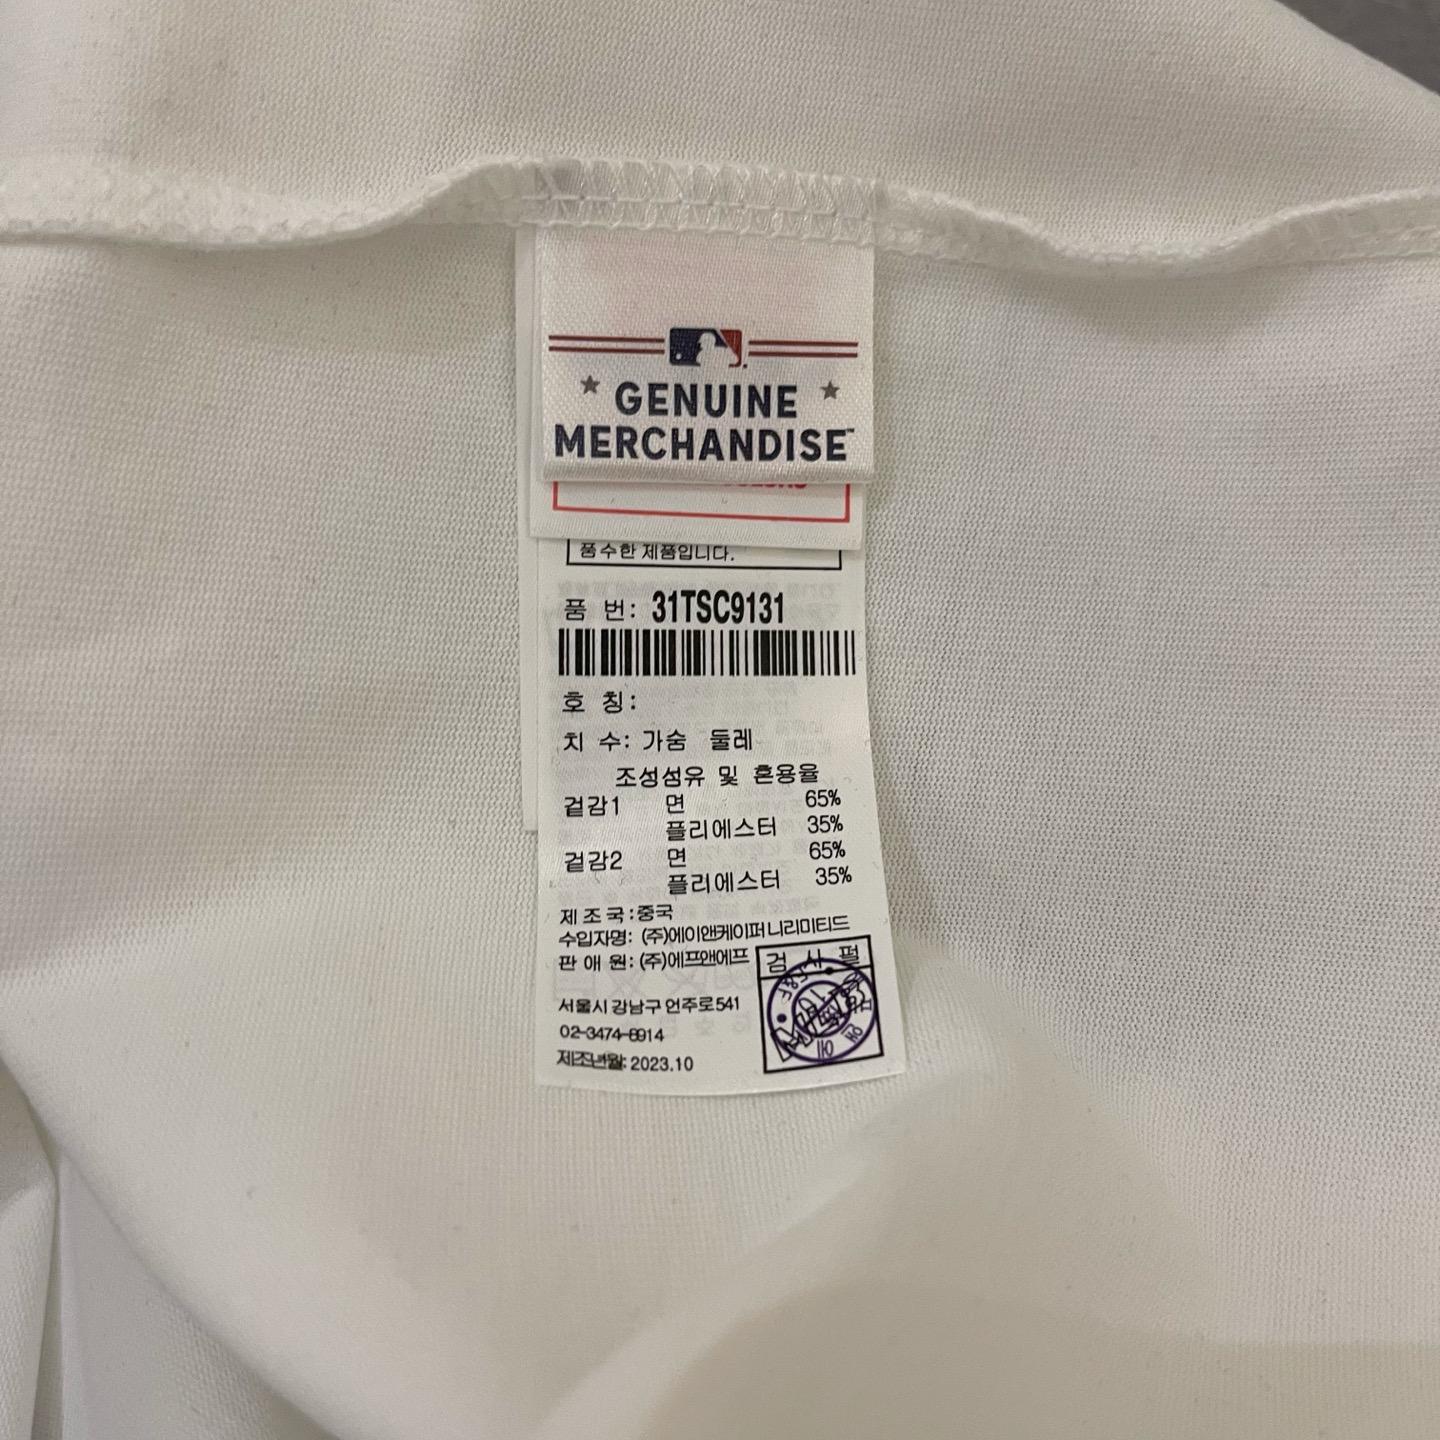 GENUINE
MERCHANDISE™
품수한 제품입니다.
품 번: 31TSC9131
호 칭:
치 수: 가슴 둘레
조성섬유 및 혼용율
겉감1 면 65%
플리에스터 35%
겉감2 면 65%
플리에스터 35%
제 조 국:중국
수입자명: (주)에이앤케이퍼니리미티드
판 애 원:(주)에프앤에프
검 사 필
서울시 강남구 언주로541
02-3474-8914
제조년월: 2023.10